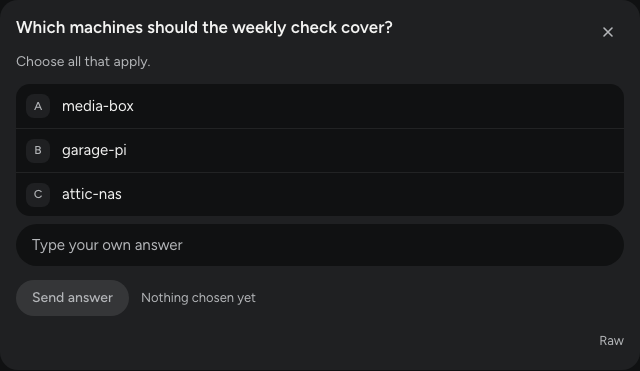 Which machines should the weekly check cover?
Choose all that apply.
A media-box
B garage-pi
C attic-nas
Type your own answer
Send answer Nothing chosen yet
Raw